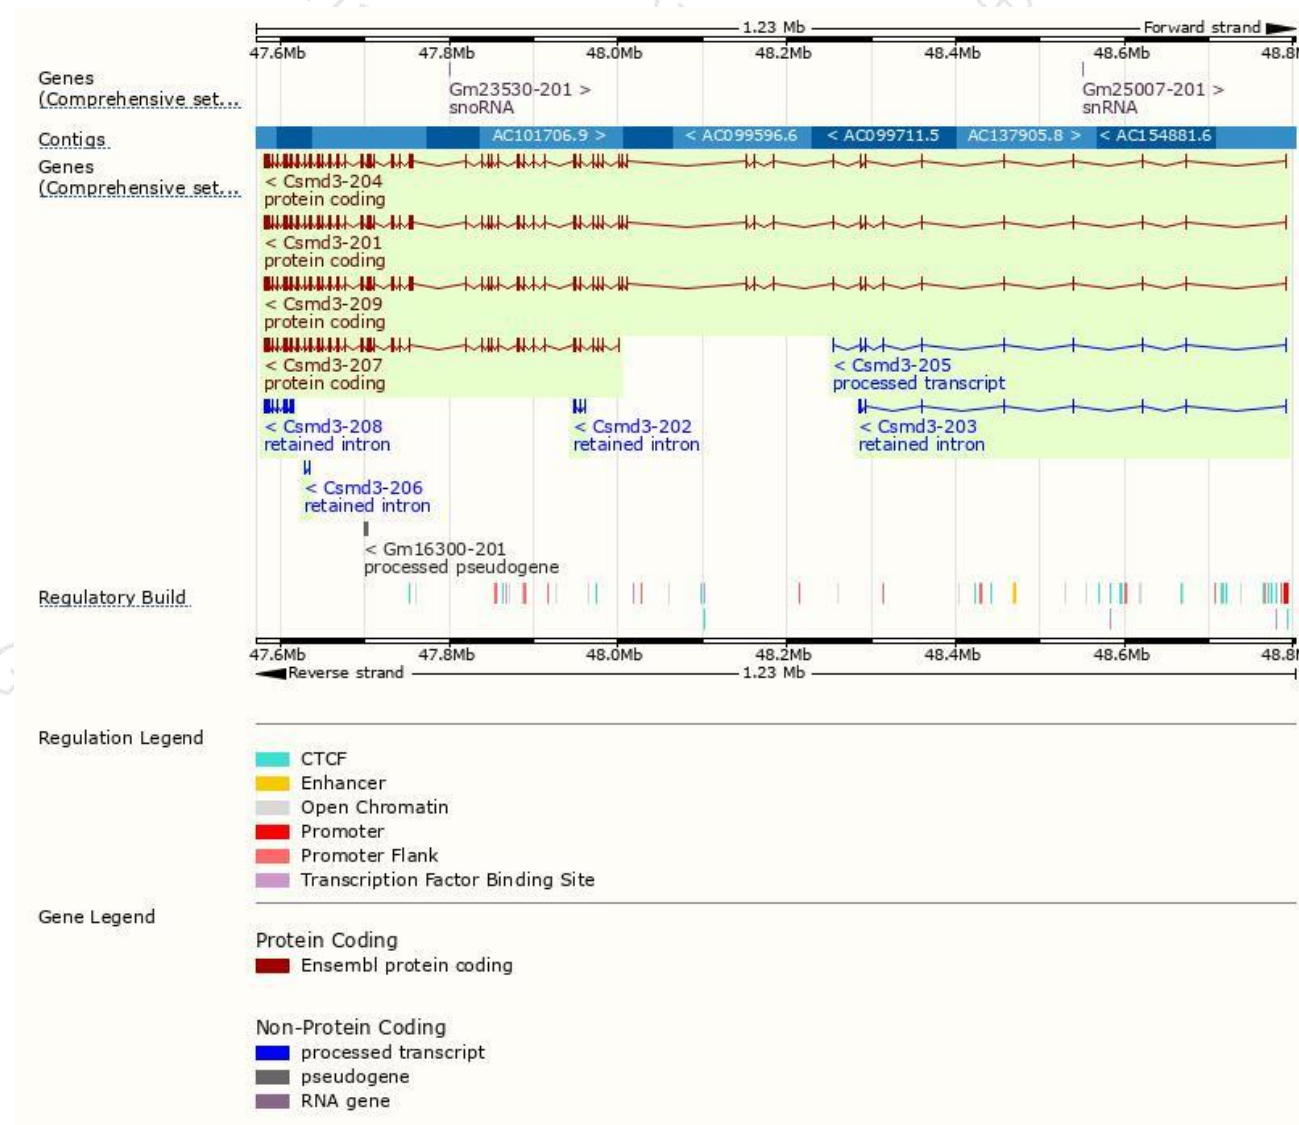 1.23 Mb Forward strand
47.6Mb 47.8Mb 48.0Mb 48.2Mb 48.4Mb 48.6Mb 48.8M
Genes
(Comprehensive set...
Gm23530-201 >
snoRNA
Gm25007-201 >
snRNA
Contigs
AC101706.9 > < AC099596.6 < AC099711.5 AC137905.8 > < AC154881.6
Genes
(Comprehensive set...
< Csmd3-204
protein coding
< Csmd3-201
protein coding
< Csmd3-209
protein coding
< Csmd3-207
protein coding
< Csmd3-205
processed transcript
< Csmd3-208
retained intron
< Csmd3-202
retained intron
< Csmd3-203
retained intron
< Csmd3-206
retained intron
< Gm16300-201
processed pseudogene
Regulatory Build
47.6Mb 47.8Mb 48.0Mb 48.2Mb 48.4Mb 48.6Mb 48.8M
Reverse strand 1.23 Mb
Regulation Legend
CTCF
Enhancer
Open Chromatin
Promoter
Promoter Flank
Transcription Factor Binding Site
Gene Legend
Protein Coding
Ensembl protein coding
Non-Protein Coding
processed transcript
pseudogene
RNA gene